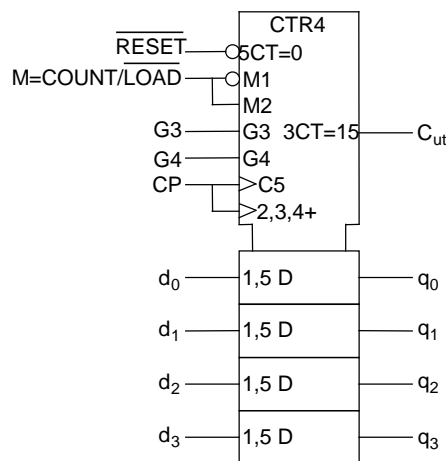 CTR4
RESET 5CT=0
M=COUNT/LOAD M1
M2
G3 G3 3CT=15 Cut
G4 G4
CP C5
2,3,4+
d0 1,5 D q0
d1 1,5 D q1
d2 1,5 D q2
d3 1,5 D q3